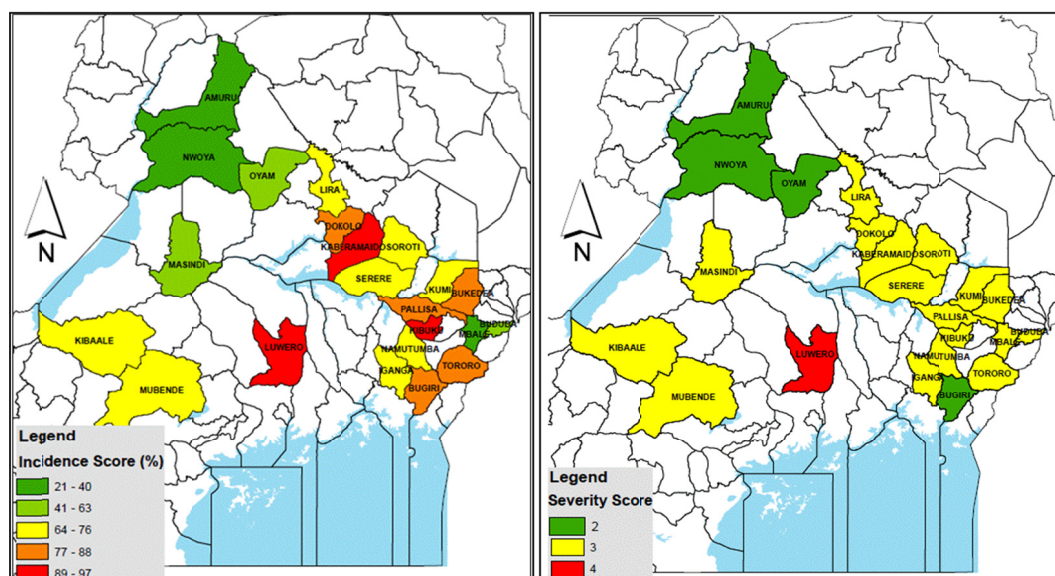 AMURU
NWOYA
OYAM
LIRA
DOKOLO
KABERAMAIDO
SOROTI
MASINDI
SERERE
KUMI
BUKEDEA
PALLISA
KIBUKU
BUDUDA
MBALE
NAMUTUMBA
KIBAALE
LUWERO
TORORO
IGANGA
MUBENDE
BUGIRI
N
Legend
Incidence Score (%)
21 - 40
41 - 63
64 - 76
77 - 88
89 - 97
AMURU
NWOYA
OYAM
LIRA
DOKOLO
KABERAMAIDO
SOROTI
MASINDI
SERERE
KUMI
BUKEDEA
PALLISA
BUDUDA
KIBUKU
MBALE
KIBAALE
LUWERO
NAMUTUMBA
TORORO
IGANGA
MUBENDE
BUGIRI
N
Legend
Severity Score
2
3
4